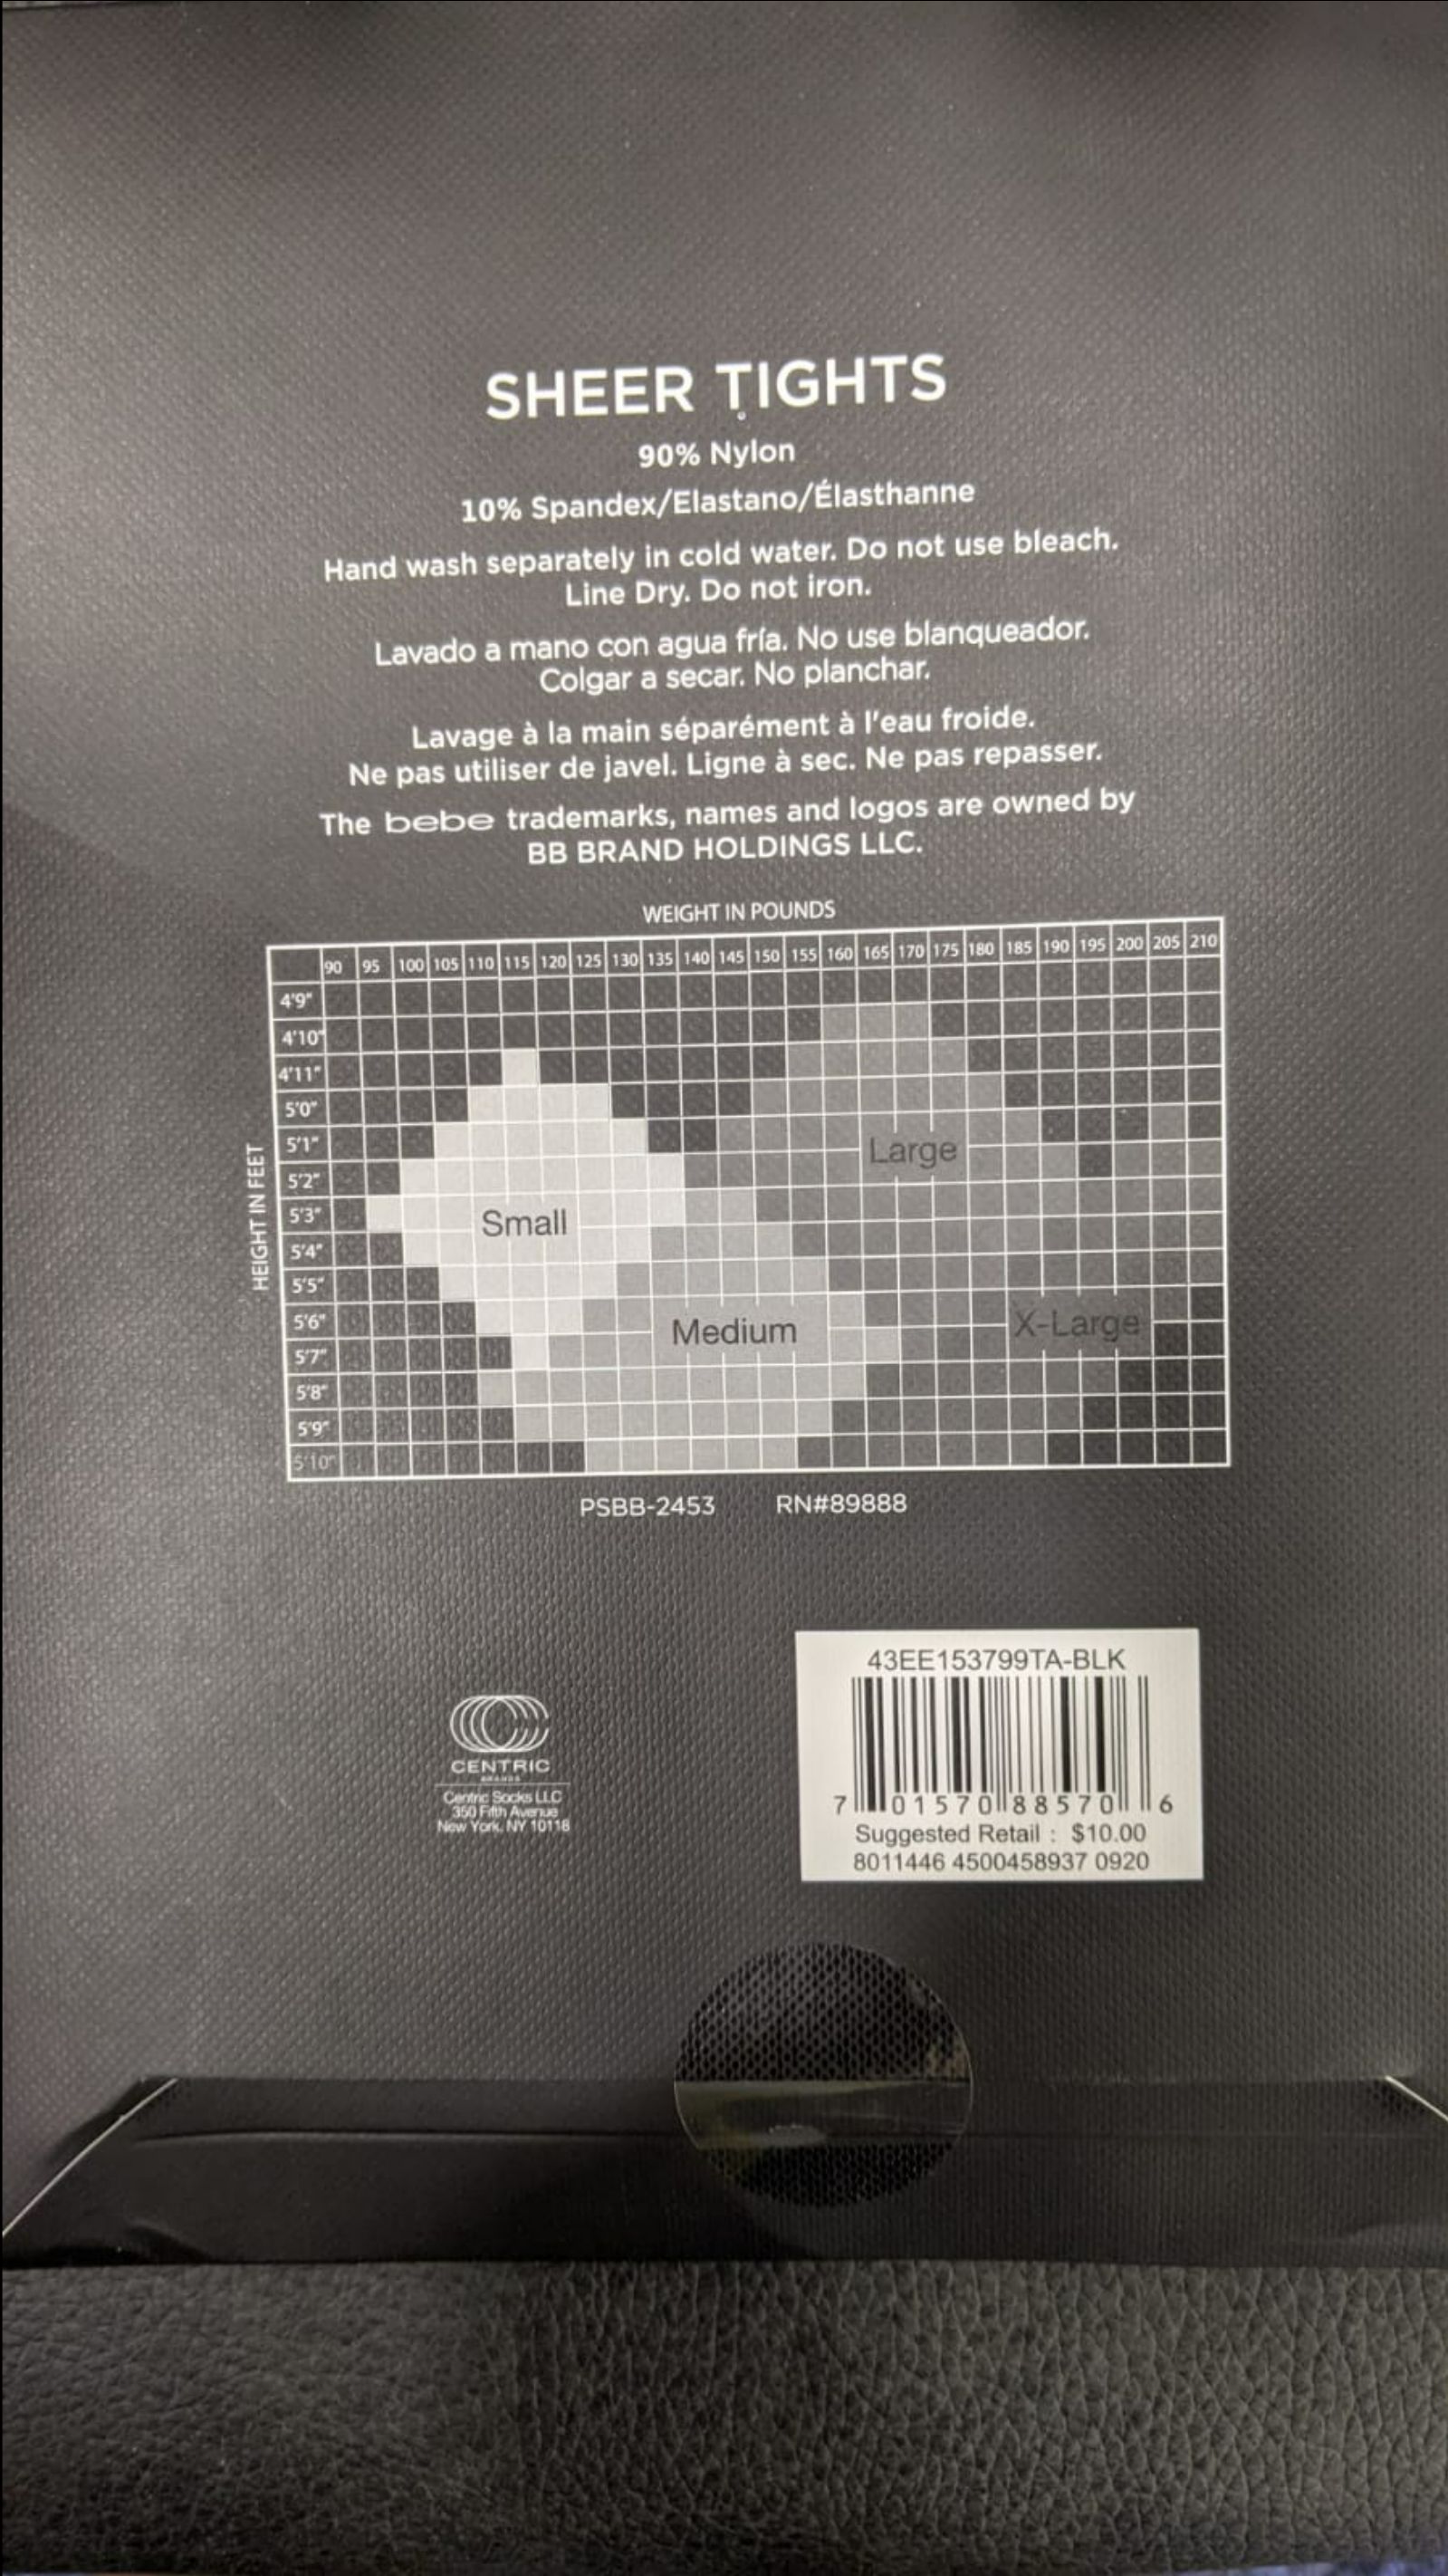 SHEER TIGHTS
90% Nylon
10% Spandex/Elastano/Élasthanne
Hand wash separately in cold water. Do not use bleach.
Line Dry. Do not iron.
Lavado a mano con agua fría. No use blanqueador.
Colgar a secar. No planchar.
Lavage à la main séparément à l'eau froide.
Ne pas utiliser de javel. Ligne à sec. Ne pas repasser.
The bebe trademarks, names and logos are owned by
BB BRAND HOLDINGS LLC.
WEIGHT IN POUNDS
90 95 100 105 110 115 120 125 130 135 140 145 150 155 160 165 170 175 180 185 190 195 200 205 210
HEIGHT IN FEET
4'9"
4'10"
4'11"
5'0"
5'1"
Large
5'2"
5'3"
Small
5'4"
5'5"
5'6"
Medium X-Large
5'7"
5'8"
5'9"
5'10"
PSBB-2453 RN#89888
43EE153799TA-BLK
7 01570 88570 6
Suggested Retail : $10.00
8011446 4500458937 0920
CENTRIC
BRANDS
Centric Socks LLC
350 Fifth Avenue
New York, NY 10118